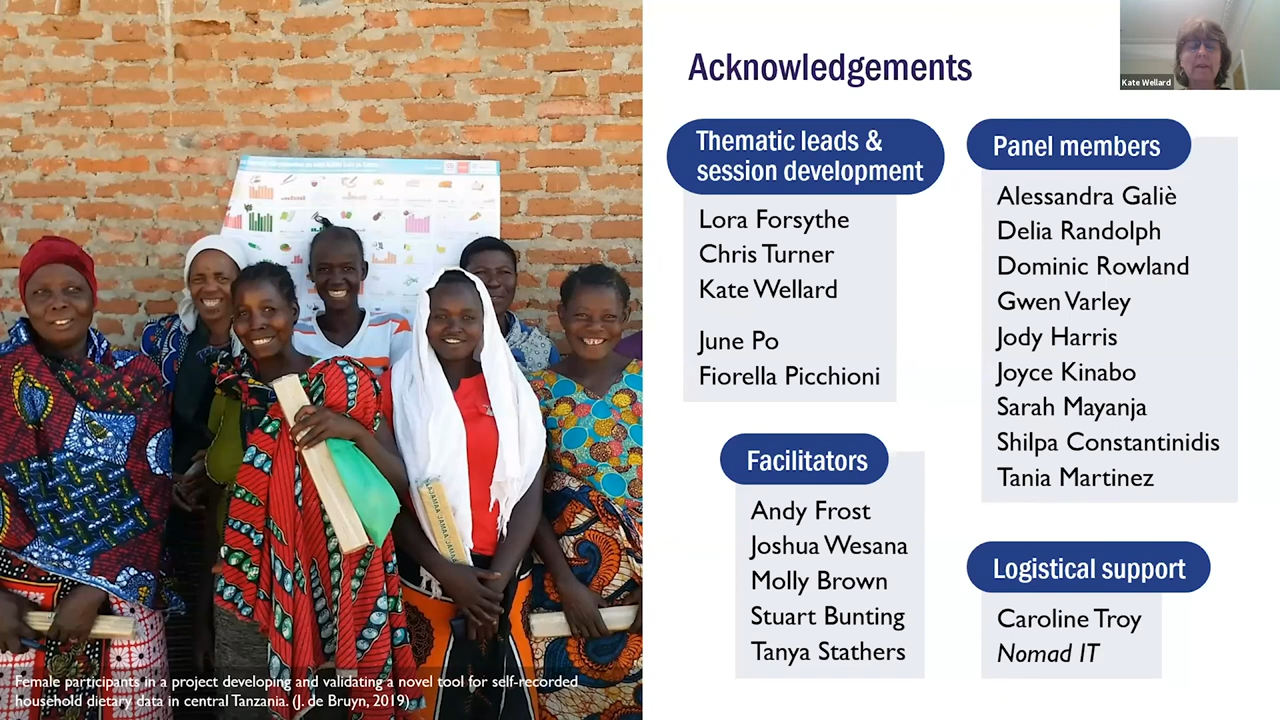 Acknowledgements
Kate Wellard
Thematic leads &
session development
Lora Forsythe
Chris Turner
Kate Wellard
June Po
Fiorella Picchioni
Panel members
Alessandra Galiè
Delia Randolph
Dominic Rowland
Gwen Varley
Jody Harris
Joyce Kinabo
Sarah Mayanja
Shilpa Constantinidis
Tania Martinez
Facilitators
Andy Frost
Joshua Wesana
Molly Brown
Stuart Bunting
Tanya Stathers
Logistical support
Caroline Troy
Nomad IT
JAMAA JAMAA
Female participants in a project developing and validating a novel tool for self-recorded
household dietary data in central Tanzania. (J. de Bruyn, 2019)